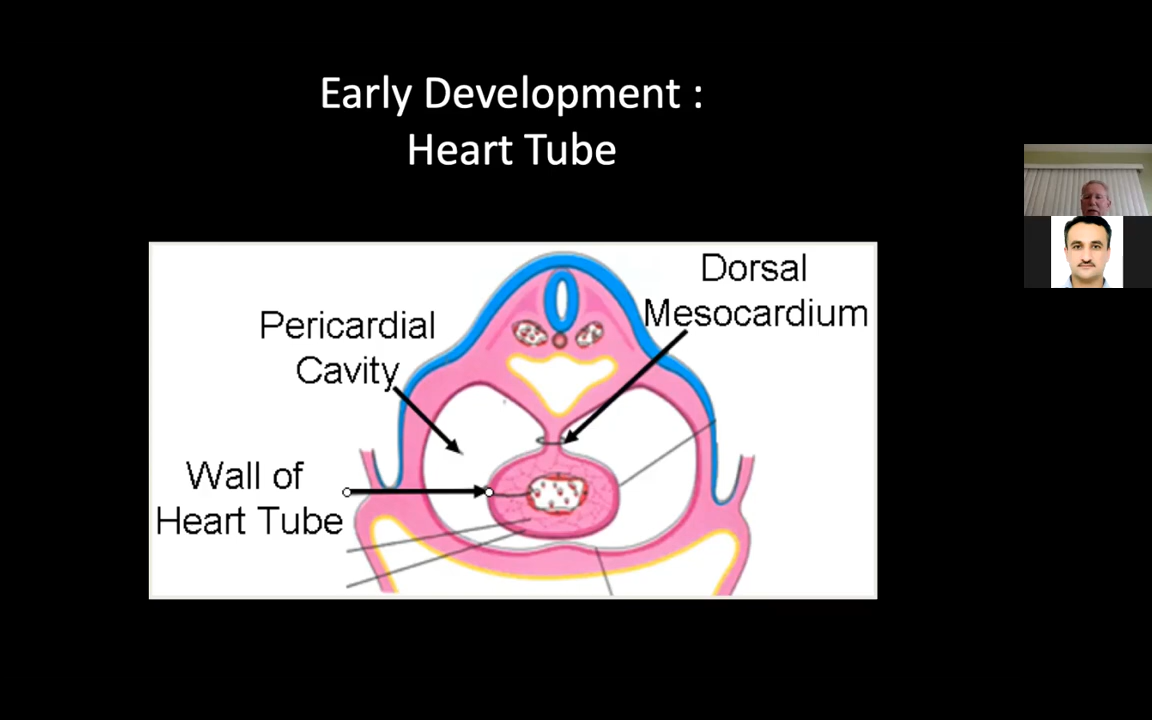 Early Development :
Heart Tube
Dorsal
Mesocardium
Pericardial
Cavity
Wall of
Heart Tube